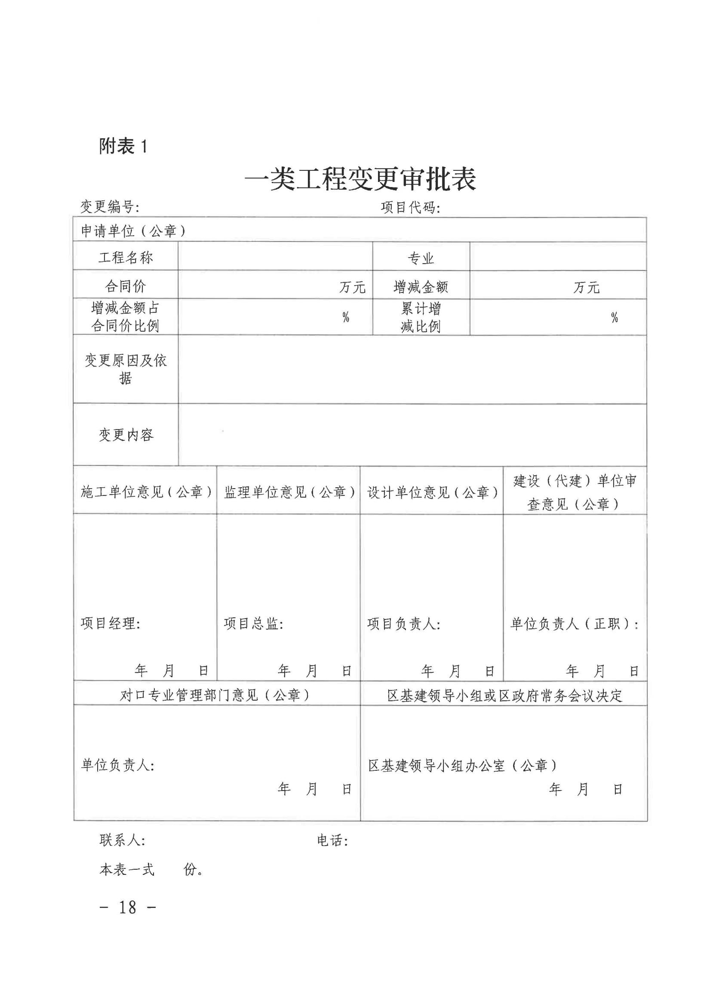 附表 1
一类工程变更审批表
变更编号: 项目代码:
申请单位（公章）
工程名称 专业
合同价 万元 增减金额 万元
增减金额占
合同价比例
%
累计增
减比例
%
变更原因及依
据
变更内容
施工单位意见（公章）
监理单位意见（公章）
设计单位意见（公章）
建设（代建）单位审
查意见（公章）
项目经理: 项目总监: 项目负责人: 单位负责人（正职）:
年 月 日 年 月 日 年 月 日 年 月 日
对口专业管理部门意见（公章） 区基建领导小组或区政府常务会议决定
单位负责人: 区基建领导小组办公室（公章）
年 月 日 年 月 日
联系人: 电话:
本表一式 份。
- 18 -